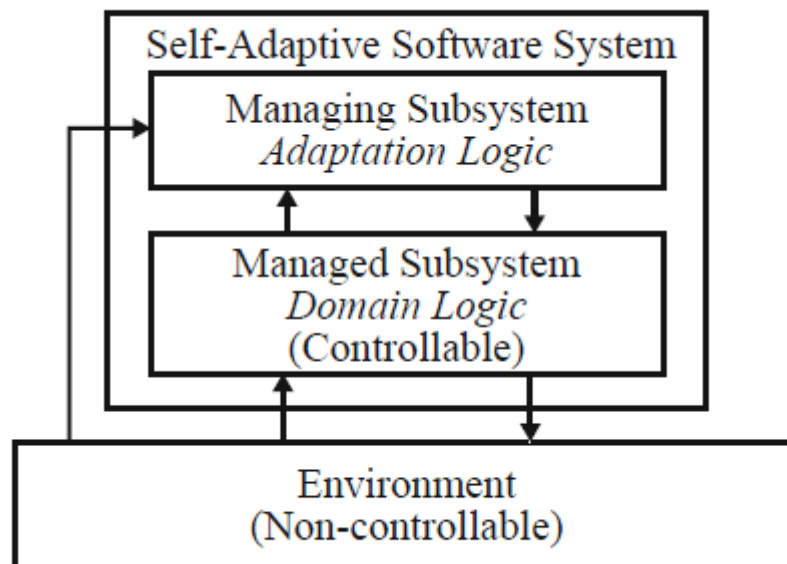 Self-Adaptive Software System
Managing Subsystem
Adaptation Logic
Managed Subsystem
Domain Logic
(Controllable)
Environment
(Non-controllable)